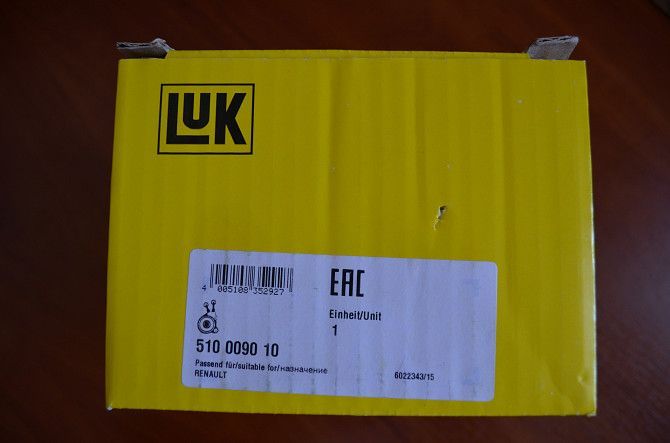 LUK
4 005108 352927
EAC
Einheit/Unit
1
510 0090 10
Passend für/suitable for/назначение
RENAULT
6022343/15